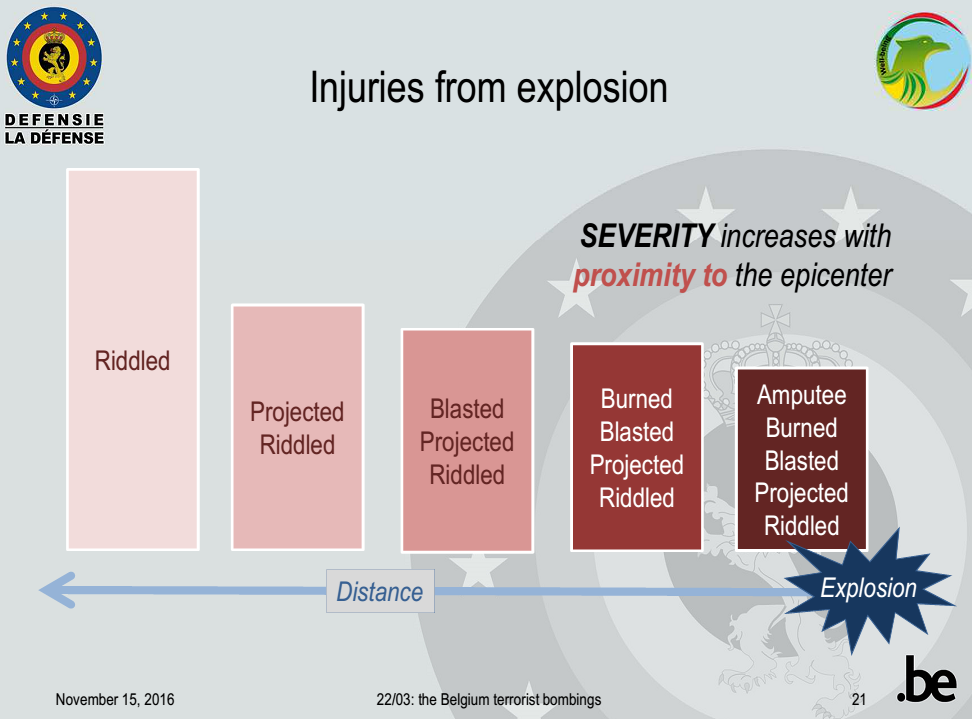 DEFENSIE
LA DÉFENSE
Well-being
Injuries from explosion
SEVERITY increases with
proximity to the epicenter
Riddled
Projected
Riddled
Blasted
Projected
Riddled
Burned
Blasted
Projected
Riddled
Amputee
Burned
Blasted
Projected
Riddled
Distance
Explosion
November 15, 2016
22/03: the Belgium terrorist bombings
21
.be